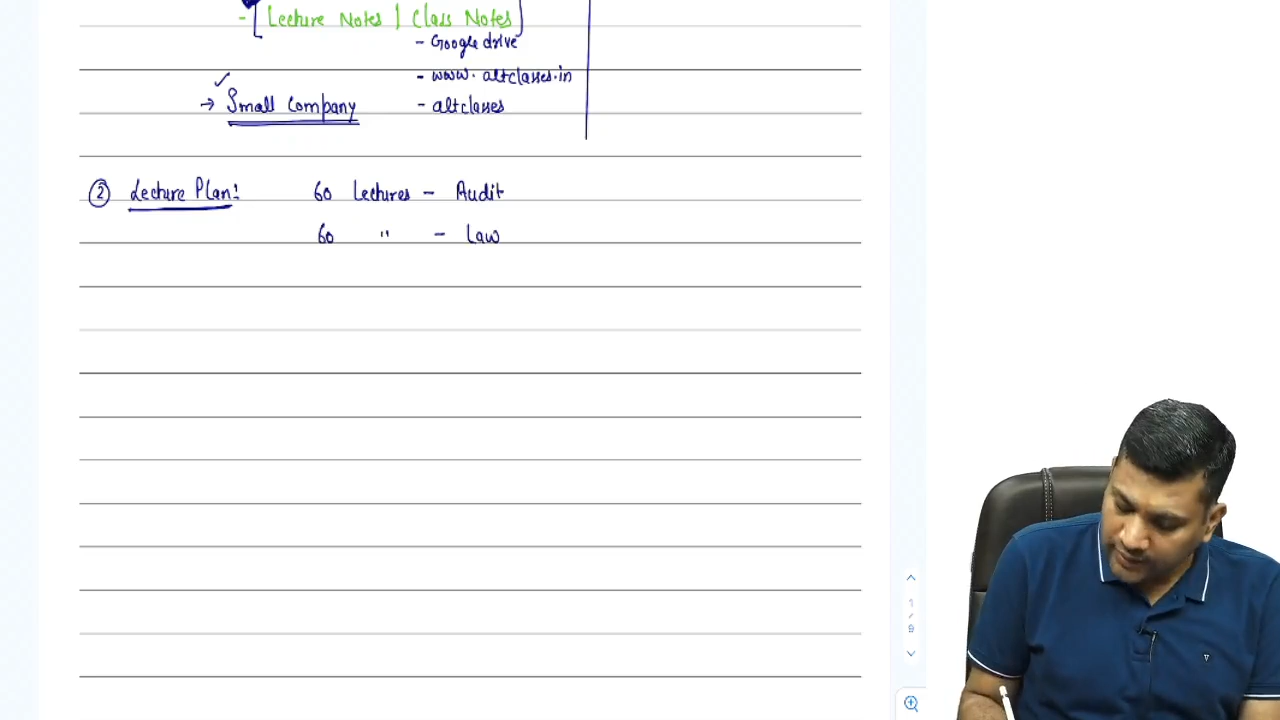 - [Lecture Notes | Class Notes]
- Google drive
- www.altclasses.in
→ Small Company - altclasses
② Lecture Plan: 60 Lectures - Audit
60 " - Law